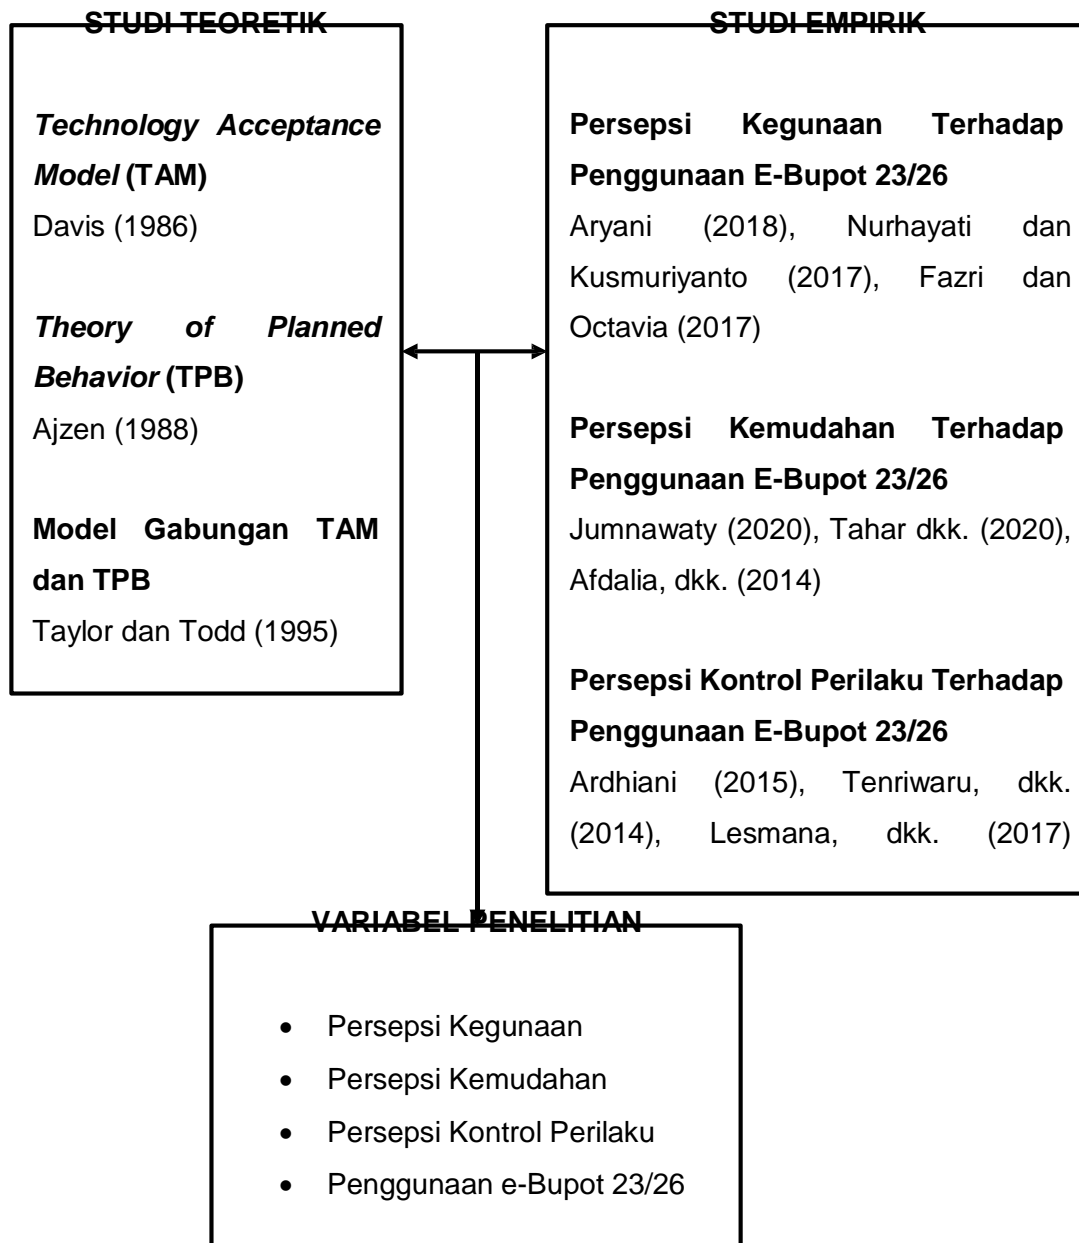 STUDI TEORETIK
Technology Acceptance
Model (TAM)
Davis (1986)
Theory of Planned
Behavior (TPB)
Ajzen (1988)
Model Gabungan TAM
dan TPB
Taylor dan Todd (1995)
STUDI EMPIRIK
Persepsi Kegunaan Terhadap
Penggunaan E-Bupot 23/26
Aryani (2018), Nurhayati dan
Kusmuriyanto (2017), Fazri dan
Octavia (2017)
Persepsi Kemudahan Terhadap
Penggunaan E-Bupot 23/26
Jumnawaty (2020), Tahar dkk. (2020),
Afdalia, dkk. (2014)
Persepsi Kontrol Perilaku Terhadap
Penggunaan E-Bupot 23/26
Ardhiani (2015), Tenriwaru, dkk.
(2014), Lesmana, dkk. (2017)
VARIABEL PENELITIAN
• Persepsi Kegunaan
• Persepsi Kemudahan
• Persepsi Kontrol Perilaku
• Penggunaan e-Bupot 23/26